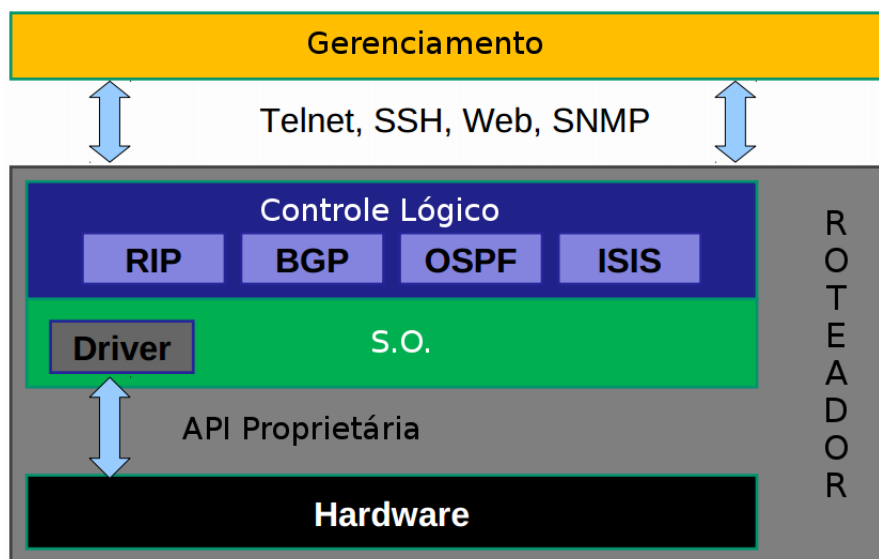 Gerenciamento
Telnet, SSH, Web, SNMP
Controle Lógico
RIP BGP OSPF ISIS
Driver
S.O.
API Proprietária
Hardware
ROTEADOR